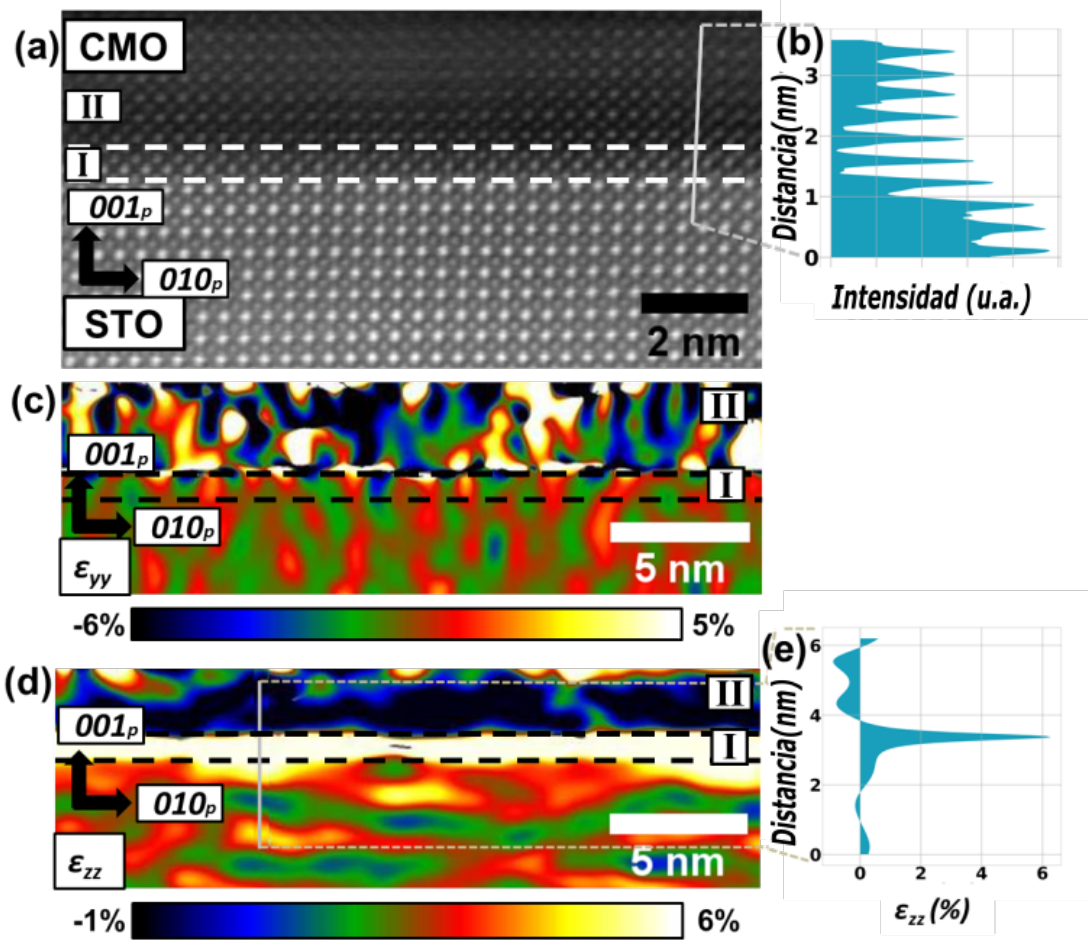 (a)
CMO
II
I
001p
010p
STO
2 nm
(b)
Distancia(nm)
3
2
1
0
Intensidad (u.a.)
(c)
II
001p
I
010p
εyy
5 nm
-6%
5%
(d)
II
001p
I
010p
εzz
5 nm
-1%
6%
(e)
Distancia(nm)
6
4
2
0
0 2 4 6
εzz (%)